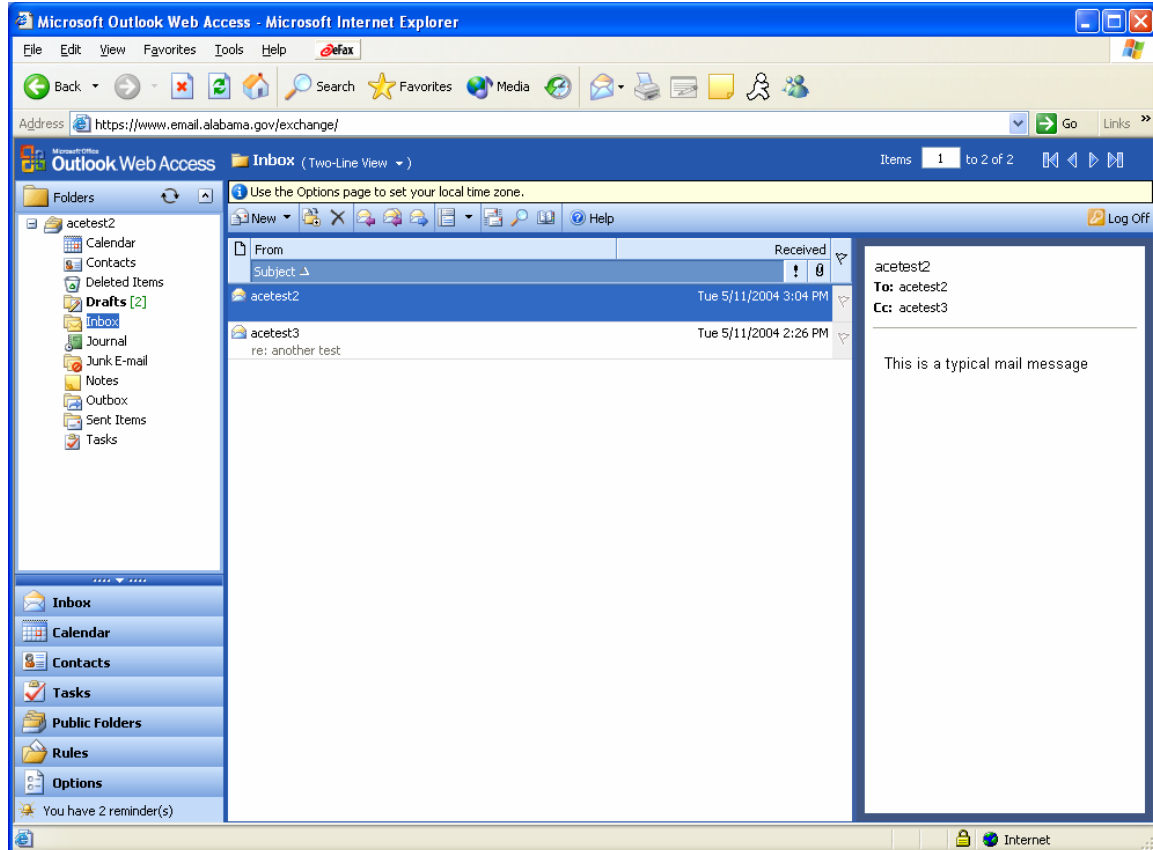 Microsoft Outlook Web Access - Microsoft Internet Explorer
File Edit View Favorites Tools Help eFax
Back Search Favorites Media
Address https://www.email.alabama.gov/exchange/ Go Links »
Microsoft Office
Outlook Web Access Inbox (Two-Line View) Items 1 to 2 of 2
Folders
Use the Options page to set your local time zone.
New Help Log Off
acetest2
Calendar
Contacts
Deleted Items
Drafts [2]
Inbox
Journal
Junk E-mail
Notes
Outbox
Sent Items
Tasks
From Received
Subject
acetest2 Tue 5/11/2004 3:04 PM
acetest3 Tue 5/11/2004 2:26 PM
re: another test
acetest2
To: acetest2
Cc: acetest3
This is a typical mail message
Inbox
Calendar
Contacts
Tasks
Public Folders
Rules
Options
You have 2 reminder(s)
Internet